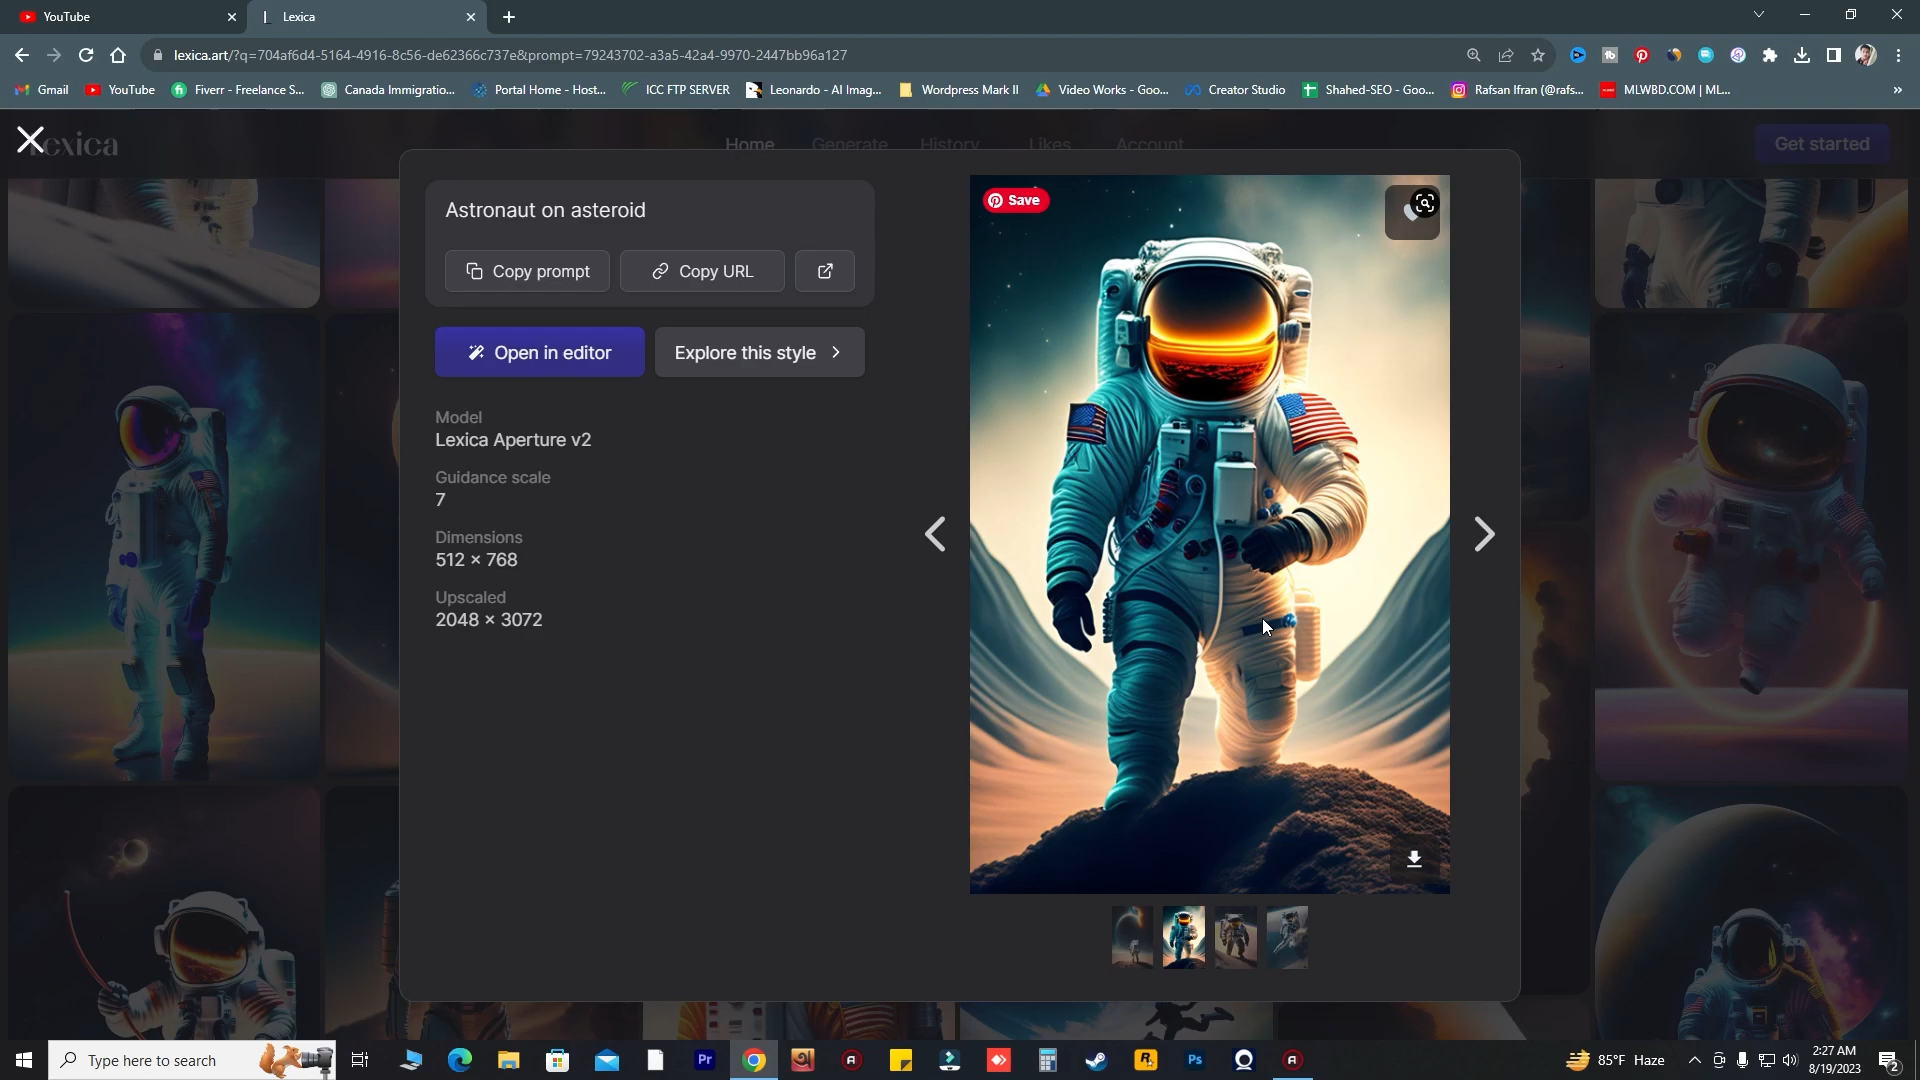 YouTube
Lexica
lexica.art/?q=704af6d4-5164-4916-8c56-de62366c737e&prompt=79243702-a3a5-42a4-9970-2447bb96a127
Gmail YouTube Fiverr - Freelance S... Canada Immigratio... Portal Home - Host... ICC FTP SERVER Leonardo - AI Imag... Wordpress Mark II Video Works - Goo... Creator Studio Shahed-SEO - Goo... Rafsan Ifran (@rafs... MLWBD.COM | ML... »
Lexica Home Generate History Likes Account Get started
Astronaut on asteroid
Save
Copy prompt Copy URL
Open in editor Explore this style
Model
Lexica Aperture v2
Guidance scale
7
Dimensions
512 × 768
Upscaled
2048 × 3072
Type here to search
Pr
Ps
85°F Haze
2:27 AM
8/19/2023
2